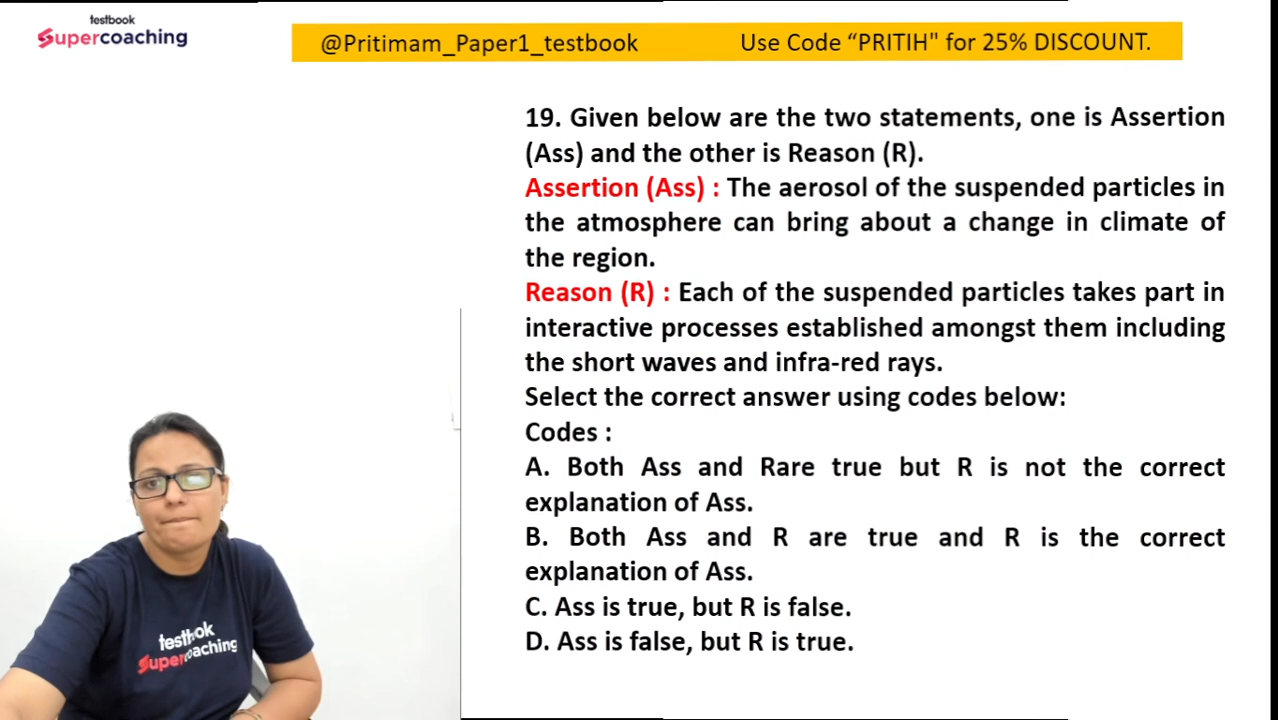 testbook
Supercoaching
@Pritimam_Paper1_testbook
Use Code “PRITIH" for 25% DISCOUNT.
19. Given below are the two statements, one is Assertion
(Ass) and the other is Reason (R).
Assertion (Ass) : The aerosol of the suspended particles in
the atmosphere can bring about a change in climate of
the region.
Reason (R) : Each of the suspended particles takes part in
interactive processes established amongst them including
the short waves and infra-red rays.
Select the correct answer using codes below:
Codes :
A. Both Ass and Rare true but R is not the correct
explanation of Ass.
B. Both Ass and R are true and R is the correct
explanation of Ass.
C. Ass is true, but R is false.
D. Ass is false, but R is true.
testbook
Supercoaching